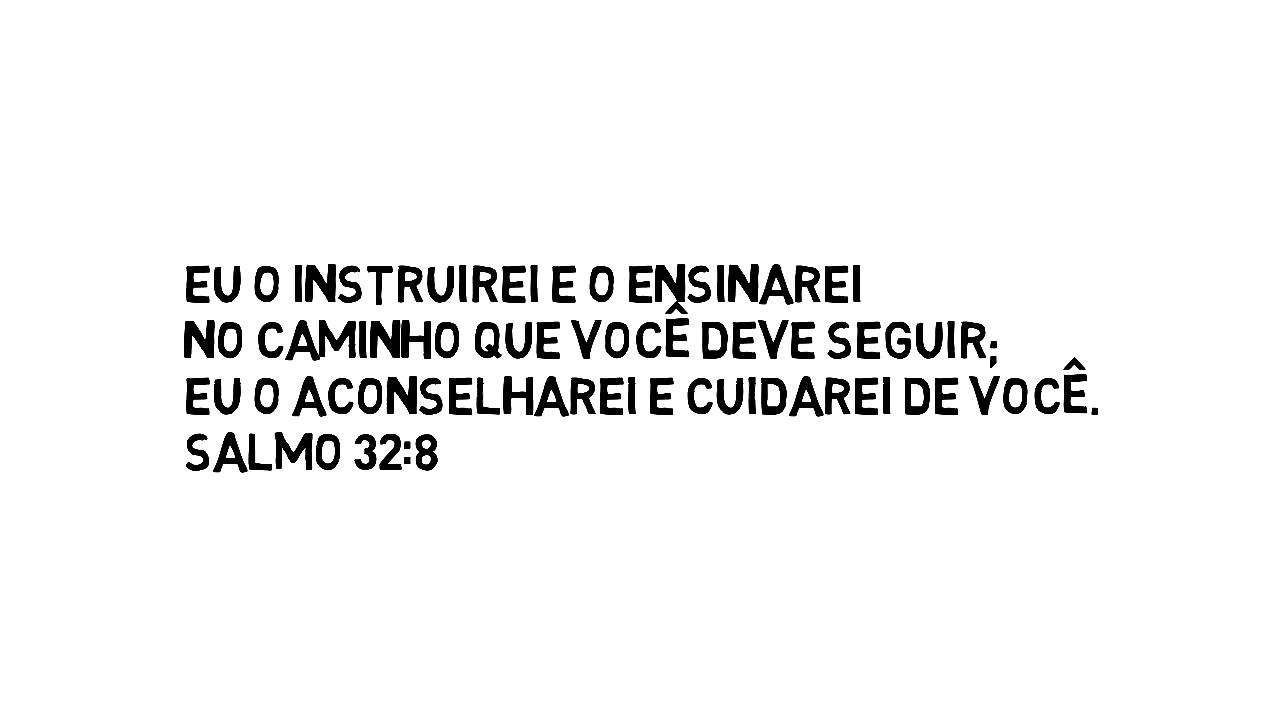 EU O INSTRUIREI E O ENSINAREI
NO CAMINHO QUE VOCÊ DEVE SEGUIR;
EU O ACONSELHAREI E CUIDAREI DE VOCÊ.
SALMO 32:8